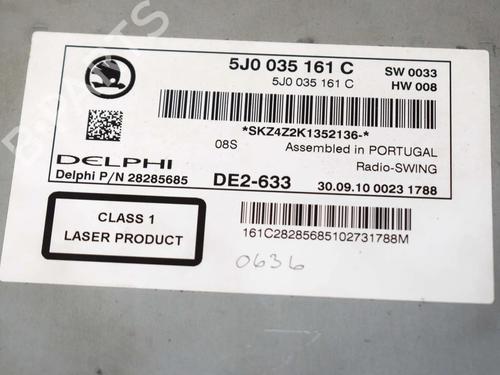 5J0 035 161 C SW 0033
5J0 035 161 C HW 008
*SKZ4Z2K1352136-*
08S Assembled in PORTUGAL
DELPHI Radio-SWING
Delphi P/N 28285685 DE2-633 30.09.10 0023 1788
CLASS 1
LASER PRODUCT
161C28285685102731788M
0636